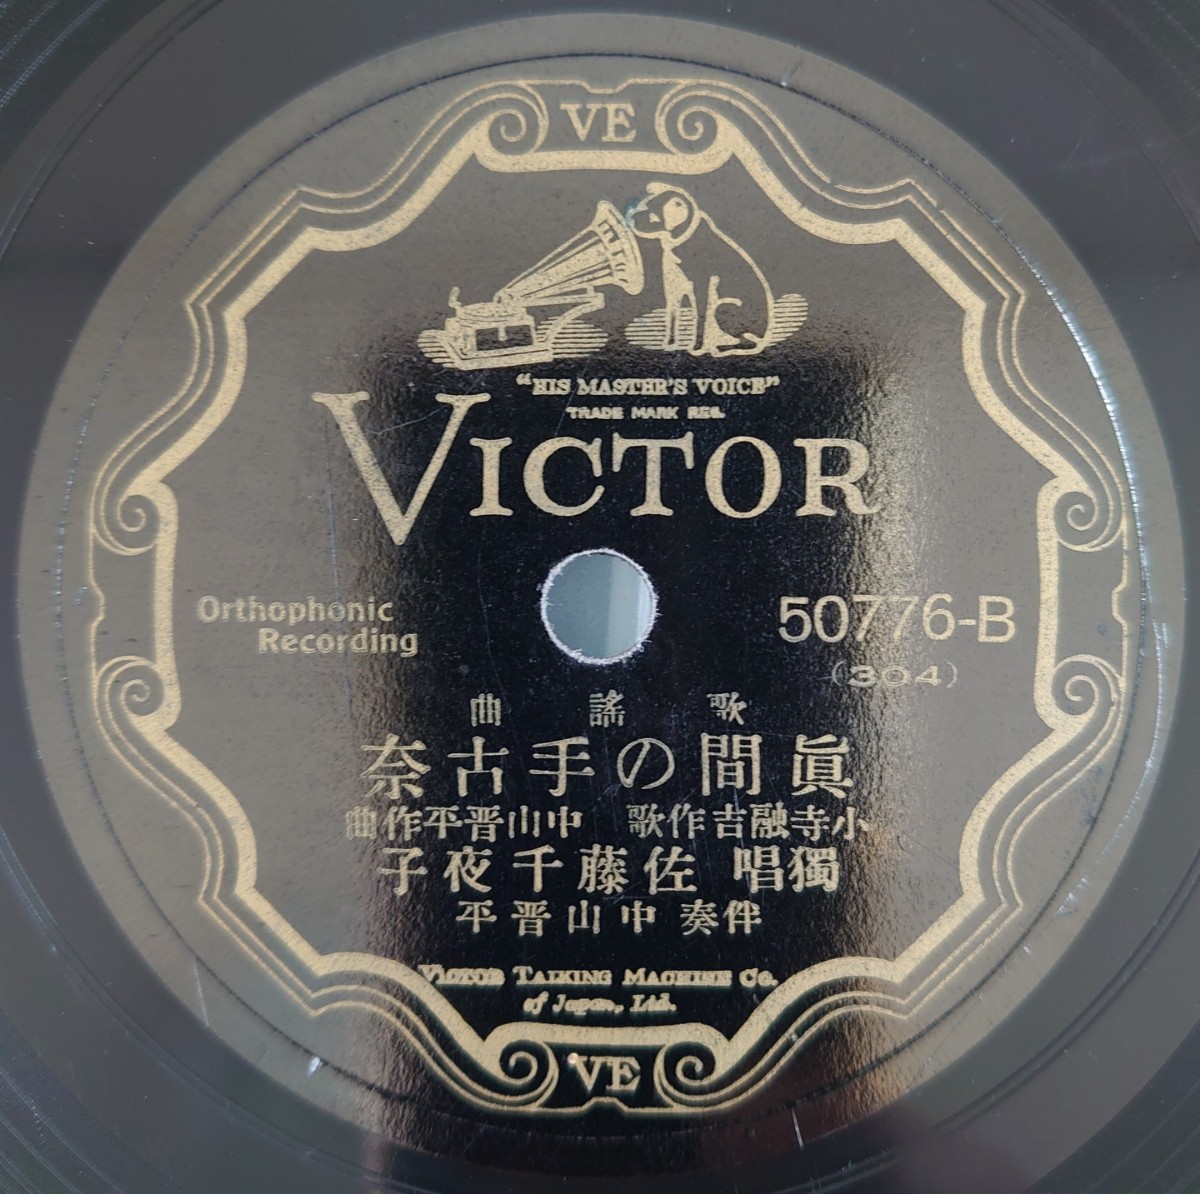 VE
"HIS MASTER'S VOICE"
TRADE MARK REG.
VICTOR
Orthophonic
Recording
50776-B
(304)
歌謠曲
眞間の手古奈
小寺融吉作歌 中山晋平作曲
獨唱 佐藤千夜子
伴奏 中山晋平
VICTOR TALKING MACHINE CO.
of Japan, Ltd.
VE